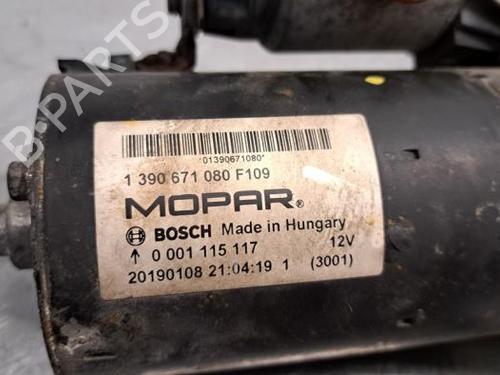 B-PARTS
*01390671080*
1 390 671 080 F109
MOPAR®
BOSCH Made in Hungary
↑ 0 001 115 117 12V
20190108 21:04:19 1 (3001)